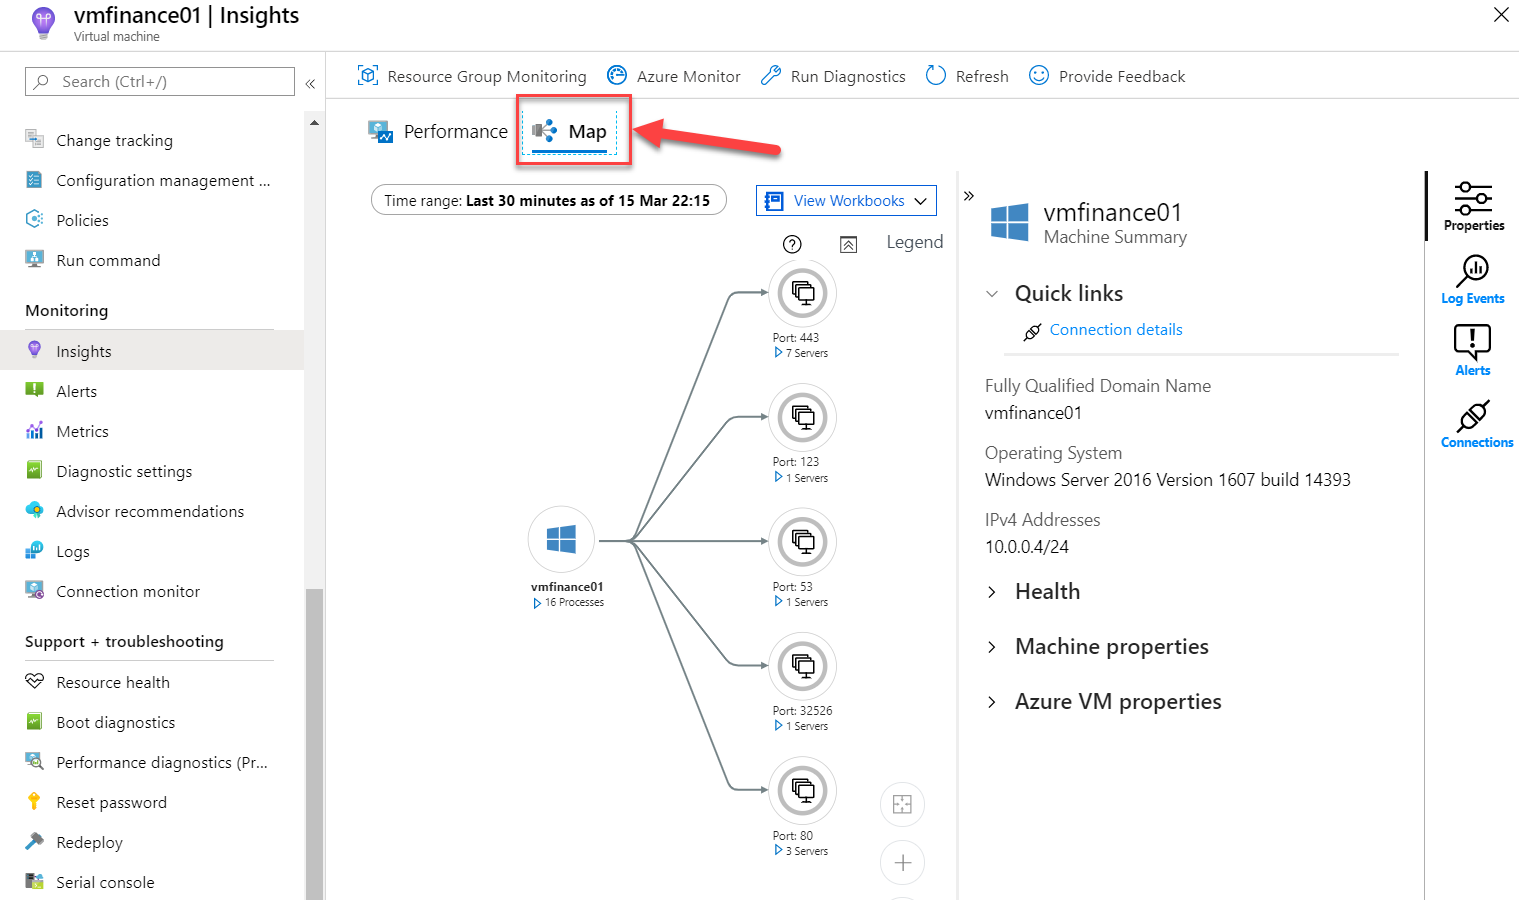 vmfinance01 | Insights
Virtual machine
Search (Ctrl+/)
«
Change tracking
Configuration management ...
Policies
Run command
Monitoring
Insights
Alerts
Metrics
Diagnostic settings
Advisor recommendations
Logs
Connection monitor
Support + troubleshooting
Resource health
Boot diagnostics
Performance diagnostics (Pr...
Reset password
Redeploy
Serial console
Resource Group Monitoring
Azure Monitor
Run Diagnostics
Refresh
Provide Feedback
Performance
Map
Time range: Last 30 minutes as of 15 Mar 22:15
View Workbooks
Legend
Port: 443
7 Servers
Port: 123
1 Servers
Port: 53
1 Servers
Port: 32526
1 Servers
Port: 80
3 Servers
vmfinance01
16 Processes
»
vmfinance01
Machine Summary
Quick links
Connection details
Fully Qualified Domain Name
vmfinance01
Operating System
Windows Server 2016 Version 1607 build 14393
IPv4 Addresses
10.0.0.4/24
Health
Machine properties
Azure VM properties
Properties
Log Events
Alerts
Connections